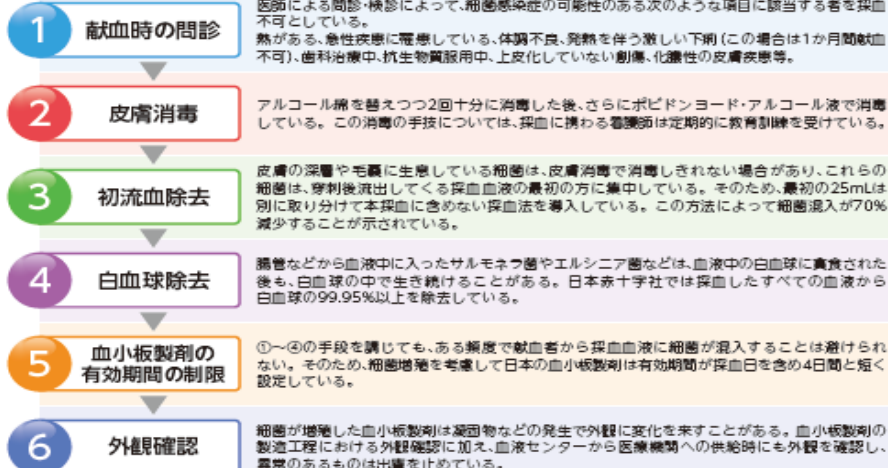 医師による問診・検診によって、細菌感染症の可能性のある次のような項目に該当する者を採血
1 献血時の問診
不可としている。
熱がある、急性疾患に罹患している、体調不良、発熱を伴う激しい下痢(この場合は1か月間献血
不可)、歯科治療中、抗生物質服用中、上皮化していない創傷、化膿性の皮膚疾患等。
2 皮膚消毒
アルコール綿を替えつつ2回十分に消毒した後、さらにポビドンヨード・アルコール液で消毒
している。この消毒の手技については、採血に携わる看護師は定期的に教育訓練を受けている。
3 初流血除去
皮膚の深層や毛嚢に生息している細菌は、皮膚消毒で消毒しきれない場合があり、これらの
細菌は、穿刺後流出してくる採血血液の最初の方に集中している。そのため、最初の25mLは
別に取り分けて本採血に含めない採血法を導入している。この方法によって細菌混入が70%
減少することが示されている。
4 白血球除去
腸管などから血液中に入ったサルモネラ菌やエルシニア菌などは、血液中の白血球に貪食された
後も、白血球の中で生き続けることがある。日本赤十字社では採血したすべての血液から
白血球の99.95%以上を除去している。
5 血小板製剤の
有効期間の制限
①～④の手段を講じても、ある頻度で献血者から採血血液に細菌が混入することは避けられ
ない。そのため、細菌増殖を考慮して日本の血小板製剤は有効期間が採血日を含め4日間と短く
設定している。
6 外観確認
細菌が増殖した血小板製剤は凝固物などの発生で外観に変化を来すことがある。血小板製剤の
製造工程における外観確認に加え、血液センターから医療機関への供給時にも外観を確認し、
異常のあるものは出庫を止めている。